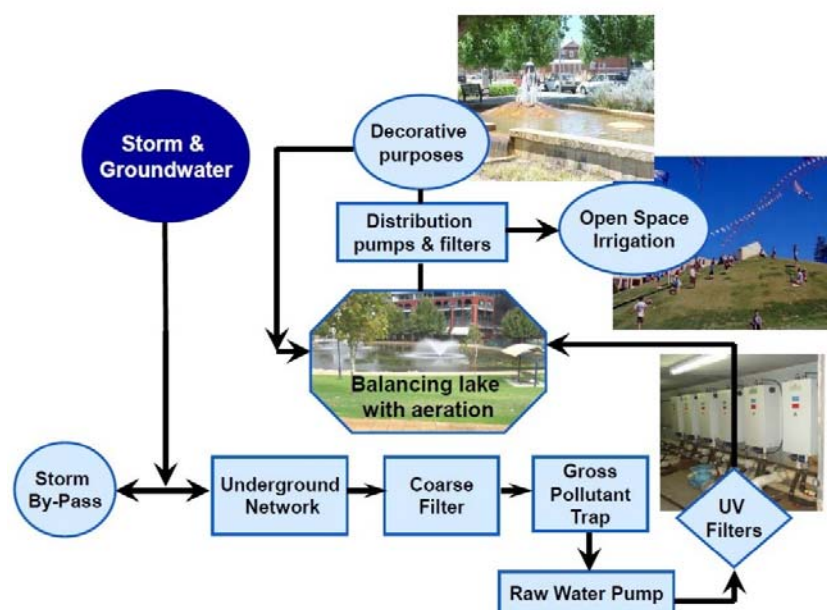 Storm &
Groundwater
Decorative
purposes
Distribution
pumps & filters
Open Space
Irrigation
Balancing lake
with aeration
Storm
By-Pass
Underground
Network
Coarse
Filter
Gross
Pollutant
Trap
UV
Filters
Raw Water Pump